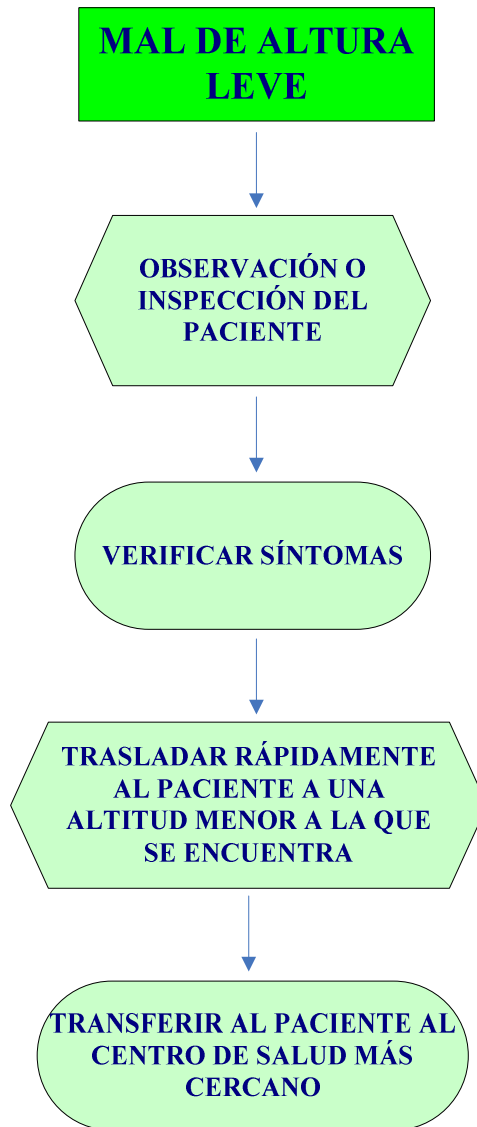 MAL DE ALTURA
LEVE
OBSERVACIÓN O
INSPECCIÓN DEL
PACIENTE
VERIFICAR SÍNTOMAS
TRASLADAR RÁPIDAMENTE
AL PACIENTE A UNA
ALTITUD MENOR A LA QUE
SE ENCUENTRA
TRANSFERIR AL PACIENTE AL
CENTRO DE SALUD MÁS
CERCANO